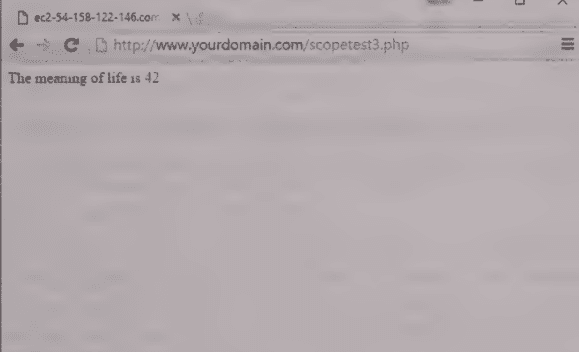 ec2-54-158-122-146.com
http://www.yourdomain.com/scopetest3.php
The meaning of life is 42